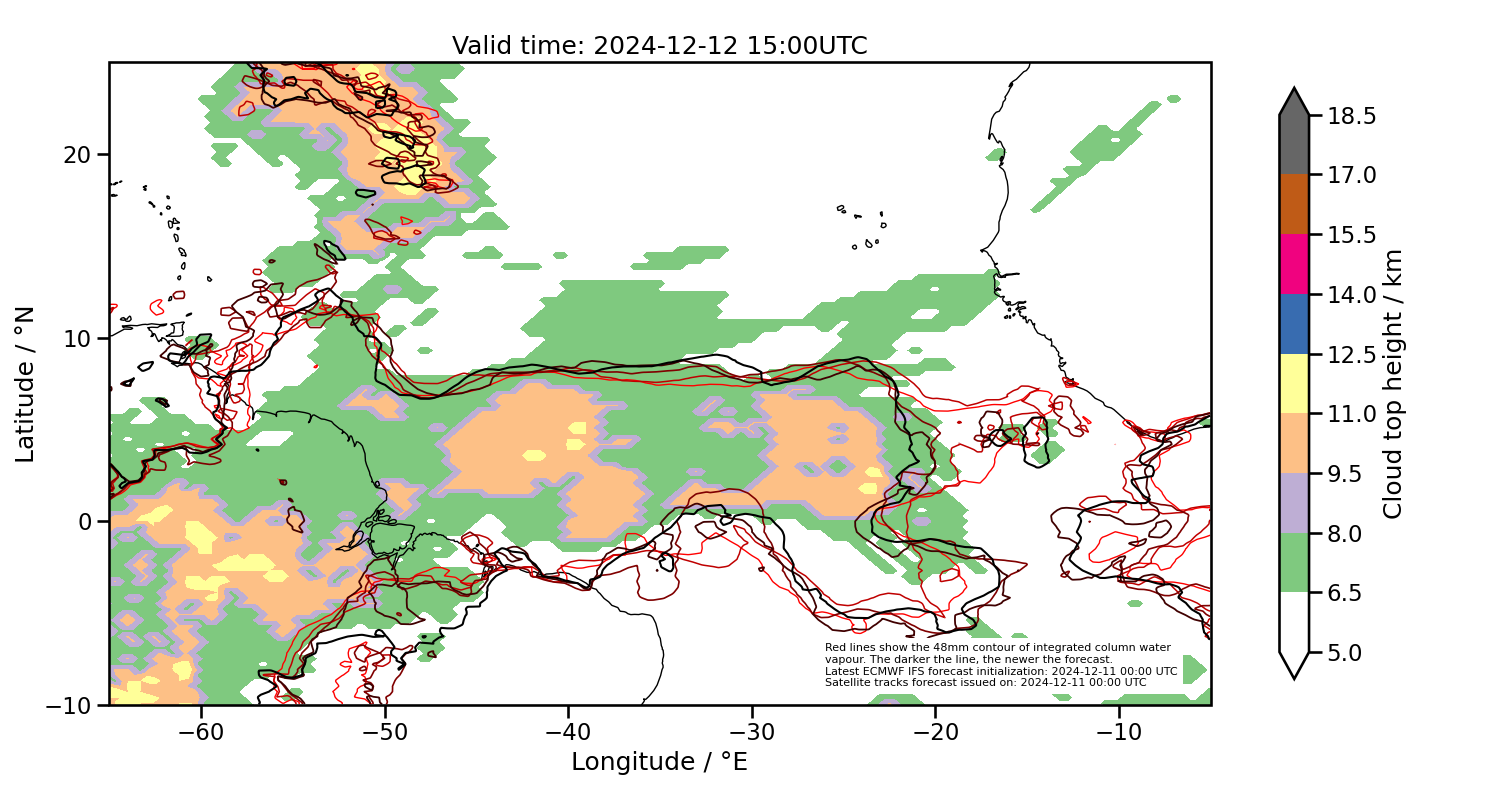 Valid time: 2024-12-12 15:00UTC
20
10
0
−10
Latitude / °N
−60
−50
−40
−30
−20
−10
Longitude / °E
Red lines show the 48mm contour of integrated column water
vapour. The darker the line, the newer the forecast.
Latest ECMWF IFS forecast initialization: 2024-12-11 00:00 UTC
Satellite tracks forecast issued on: 2024-12-11 00:00 UTC
18.5
17.0
15.5
14.0
12.5
11.0
9.5
8.0
6.5
5.0
Cloud top height / km